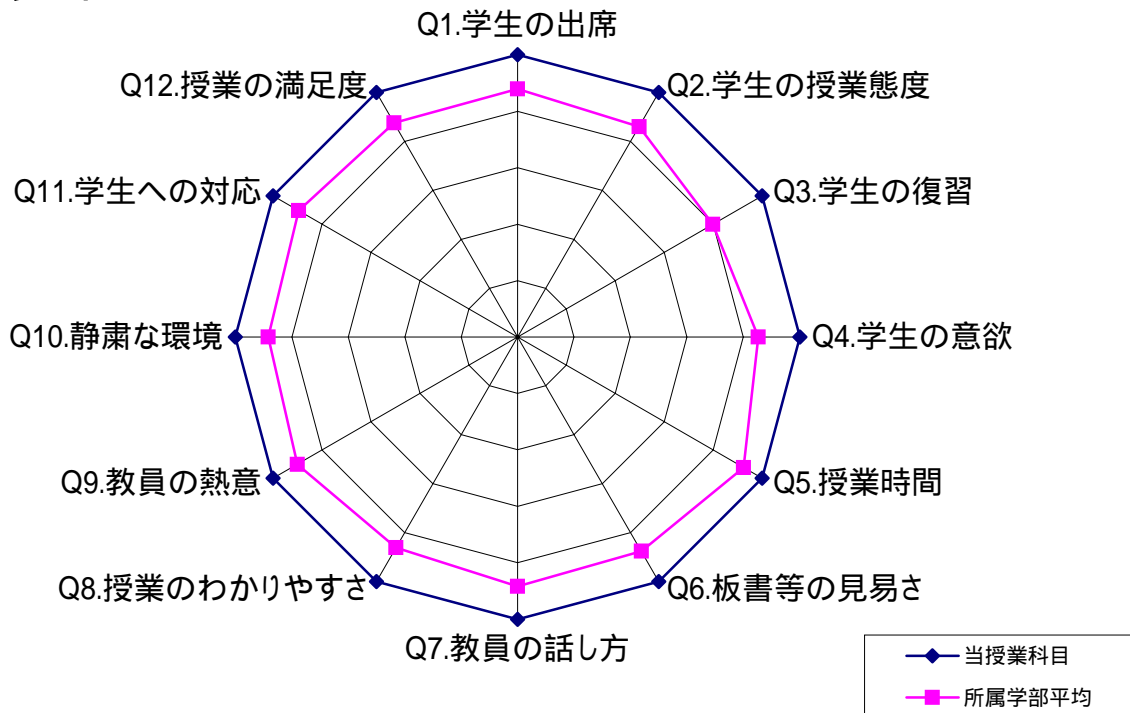 Q1.学生の出席
Q2.学生の授業態度
Q3.学生の復習
Q4.学生の意欲
Q5.授業時間
Q6.板書等の見易さ
Q7.教員の話し方
Q8.授業のわかりやすさ
Q9.教員の熱意
Q10.静粛な環境
Q11.学生への対応
Q12.授業の満足度
当授業科目
所属学部平均